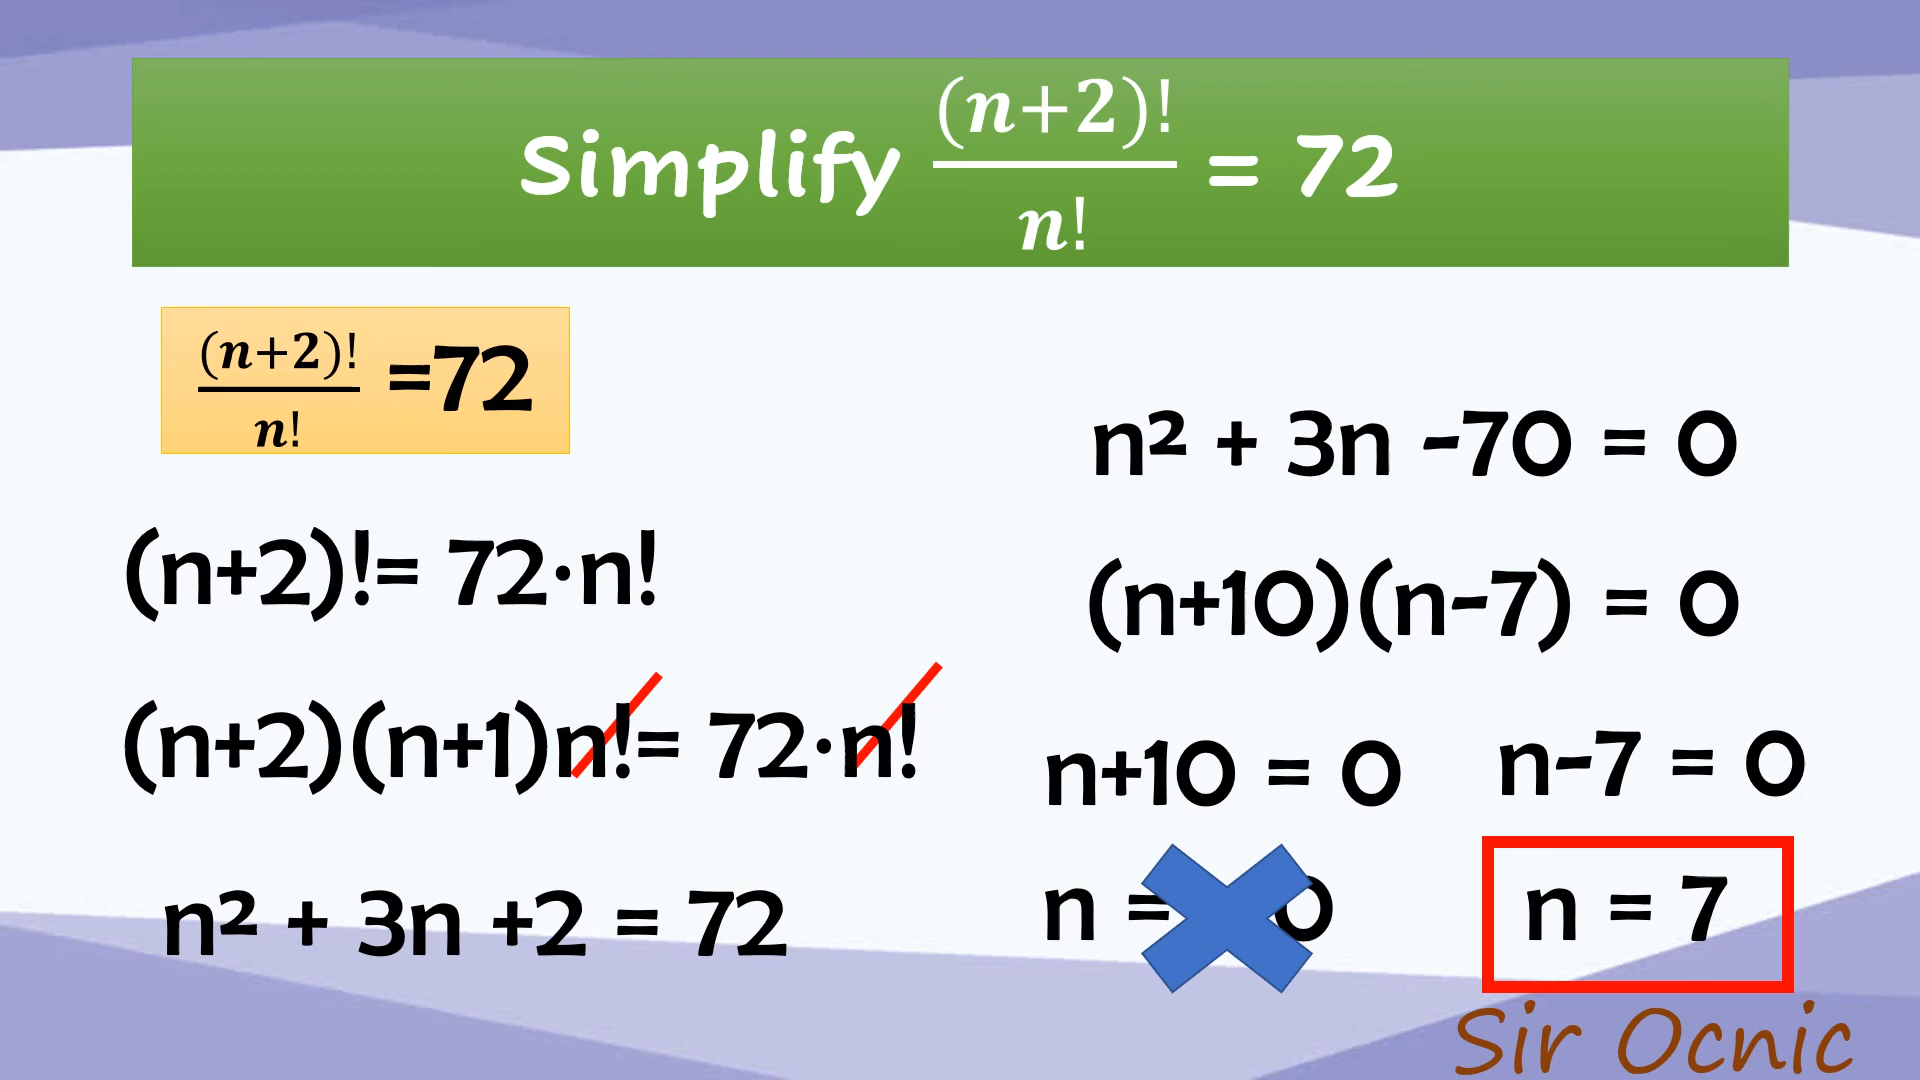 Simplify (n+2)!/n! = 72
(n+2)!/n! =72
(n+2)!= 72·n!
(n+2)(n+1)n!= 72·n!
n² + 3n +2 = 72
n² + 3n -70 = 0
(n+10)(n-7) = 0
n+10 = 0
n-7 = 0
n = 0
n = 7
Sir Ocnic